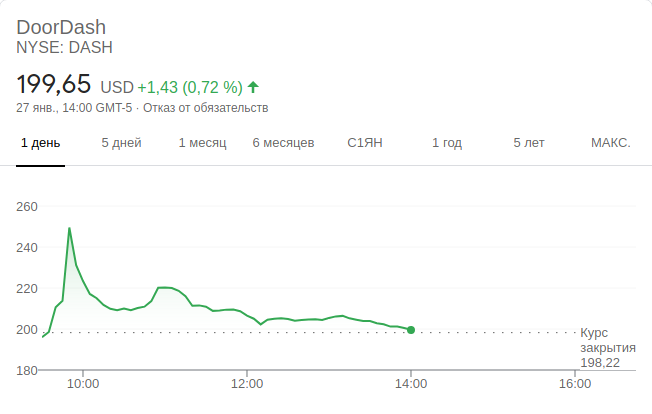 DoorDash
NYSE: DASH
199,65 USD +1,43 (0,72 %)
27 янв., 14:00 GMT-5 · Отказ от обязательств
1 день 5 дней 1 месяц 6 месяцев С1ЯН 1 год 5 лет МАКС.
260
240
220
200
180
Курс
закрытия
198,22
10:00 12:00 14:00 16:00